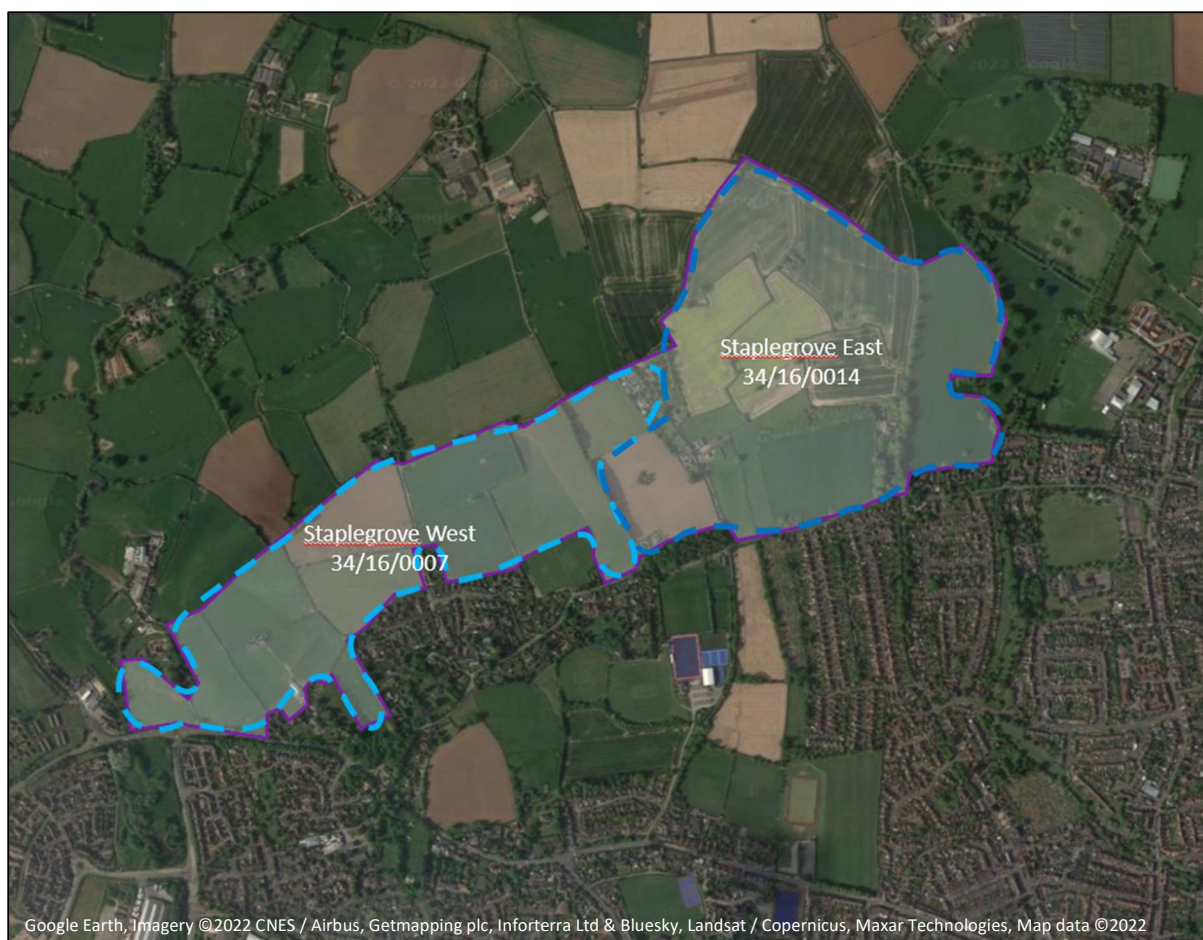 Staplegrove East
34/16/0014
Staplegrove West
34/16/0007
Google Earth, Imagery ©2022 CNES / Airbus, Getmapping plc, Inforterra Ltd & Bluesky, Landsat / Copernicus, Maxar Technologies, Map data ©2022